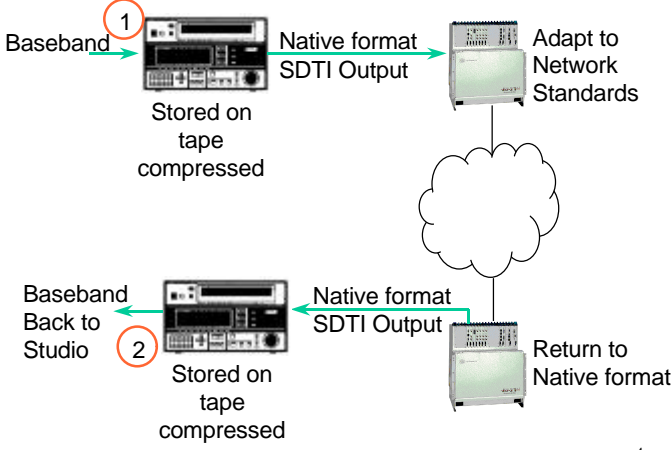 1
Baseband
Native format
SDTI Output
Adapt to
Network
Standards
Stored on
tape
compressed
Baseband
Back to
Studio
2
Native format
SDTI Output
Return to
Native format
Stored on
tape
compressed